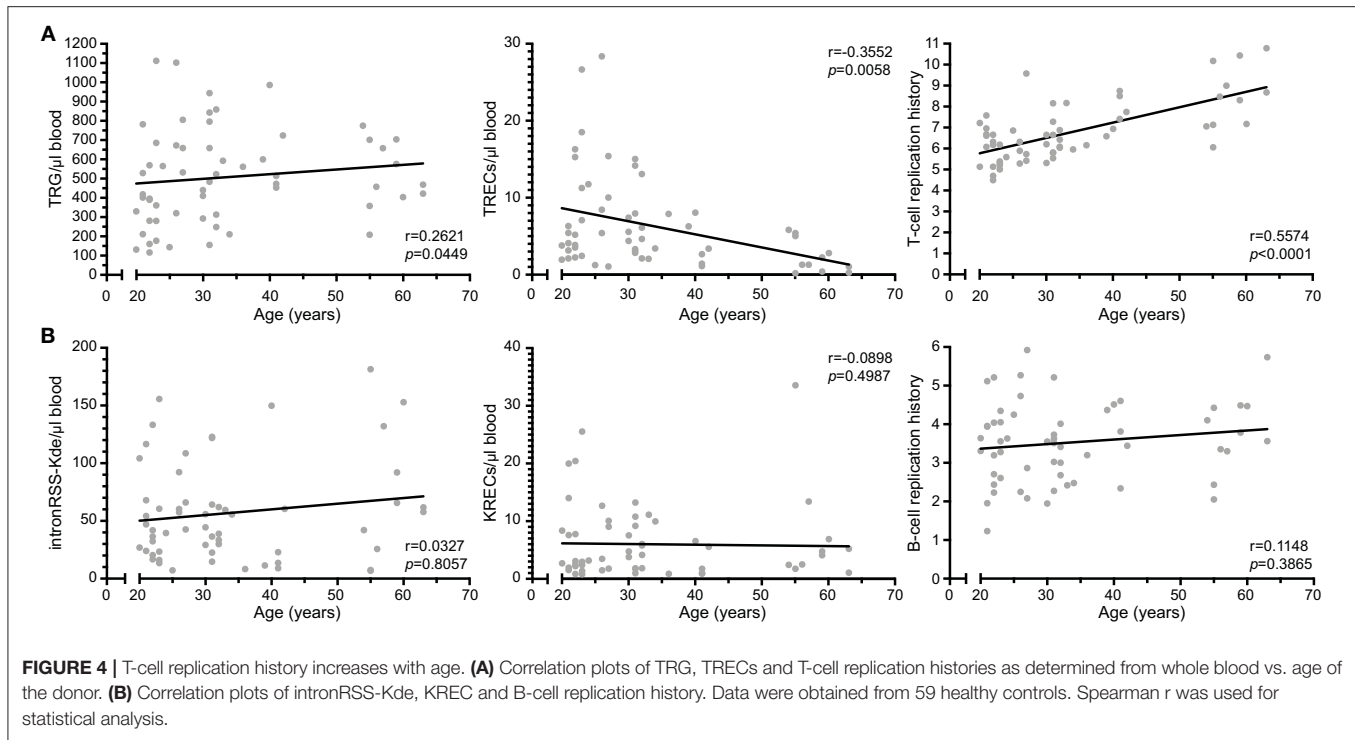 A
1200
1100
1000
900
800
700
600
500
400
300
200
100
0
TRG/µl blood
r=0.2621
p=0.0449
0 20 30 40 50 60 70
Age (years)
30
20
10
0
TRECs/µl blood
r=-0.3552
p=0.0058
0 20 30 40 50 60 70
Age (years)
11
10
9
8
7
6
5
4
3
2
1
0
T-cell replication history
r=0.5574
p<0.0001
0 20 30 40 50 60 70
Age (years)
B
200
150
100
50
0
intronRSS-Kde/µl blood
r=0.0327
p=0.8057
0 20 30 40 50 60 70
Age (years)
40
30
20
10
0
KRECs/µl blood
r=-0.0898
p=0.4987
0 20 30 40 50 60 70
Age (years)
6
5
4
3
2
1
0
B-cell replication history
r=0.1148
p=0.3865
0 20 30 40 50 60 70
Age (years)
FIGURE 4 | T-cell replication history increases with age. (A) Correlation plots of TRG, TRECs and T-cell replication histories as determined from whole blood vs. age of
the donor. (B) Correlation plots of intronRSS-Kde, KREC and B-cell replication history. Data were obtained from 59 healthy controls. Spearman r was used for
statistical analysis.